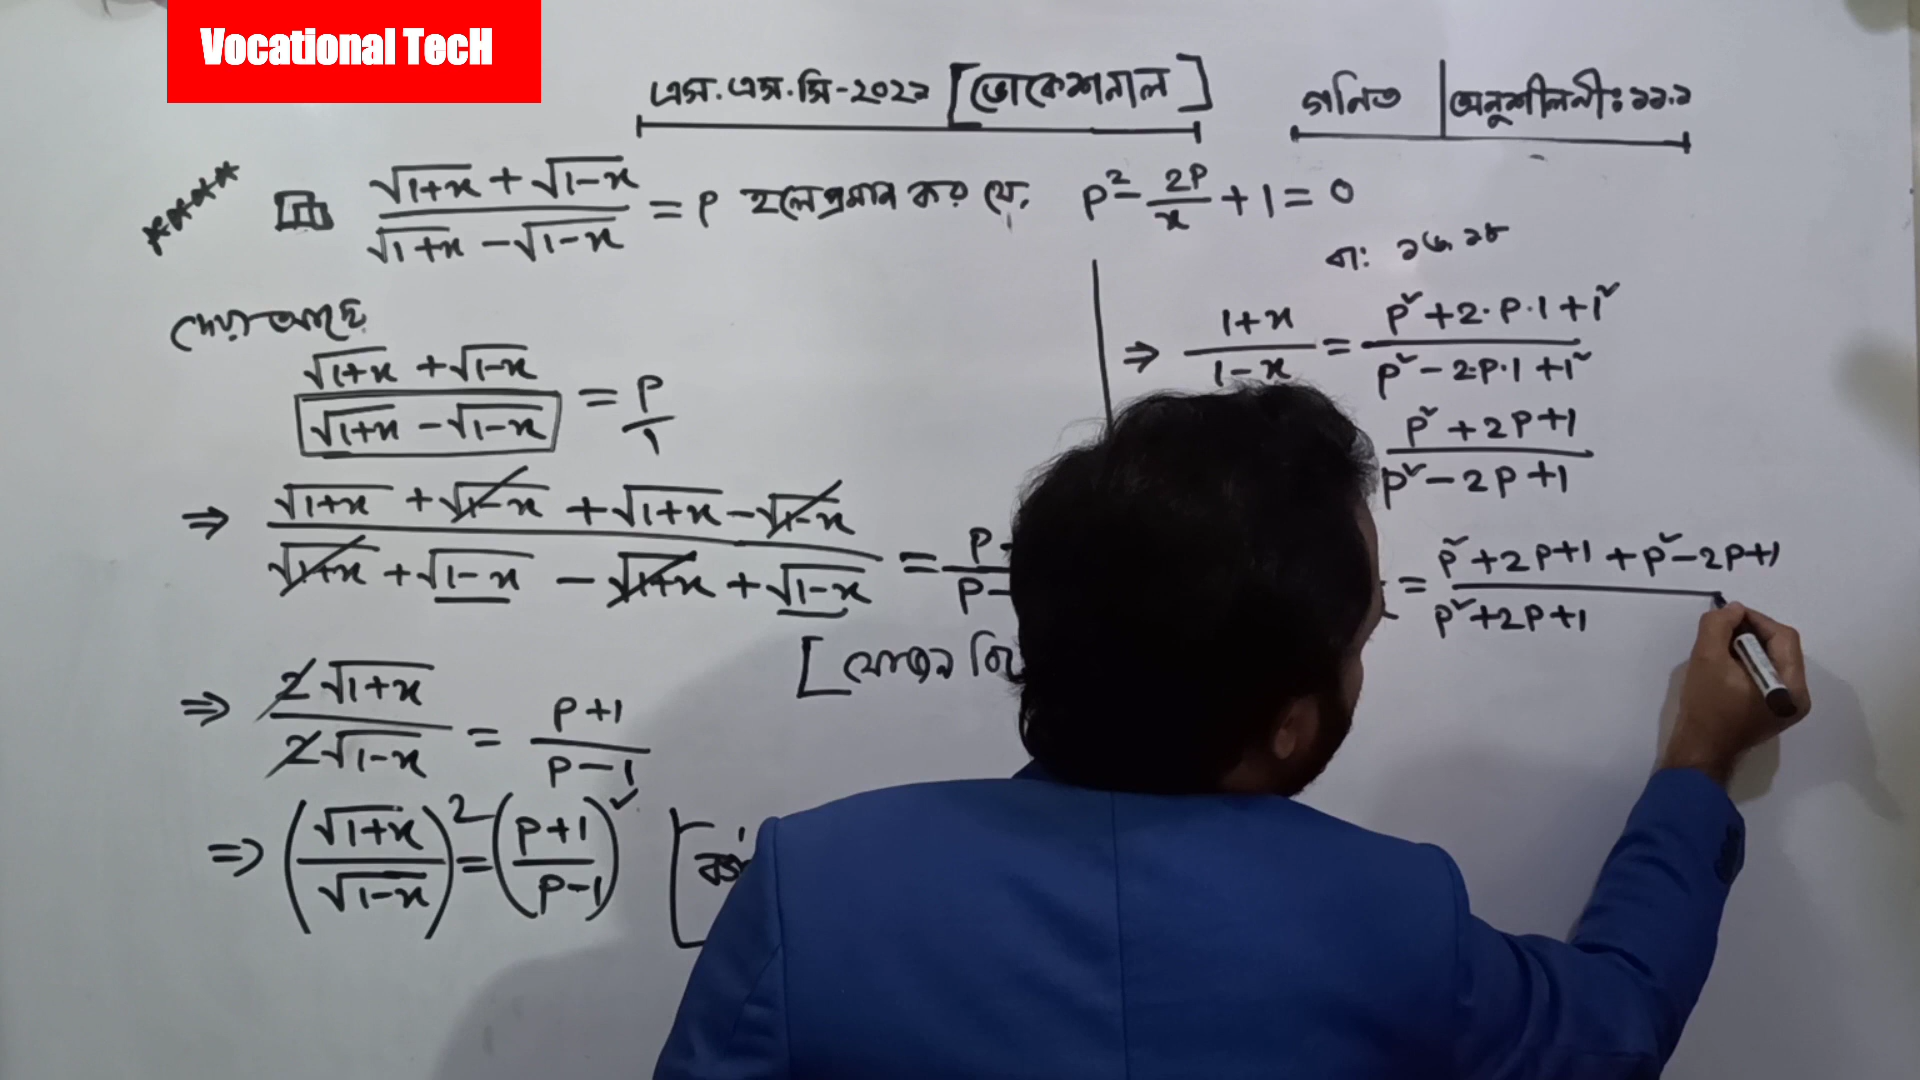 Vocational TecH
এস.এস.সি-২০২২ [ভোকেশনাল]
গনিত | অনুশীলনী: ১১.১
**** (√1+x + √1-x)/(√1+x - √1-x) = P হলে প্রমান কর যে, P² - 2P/x + 1 = 0
দেয়া আছে
(√1+x + √1-x)/(√1+x - √1-x) = P/1
⇒ (√1+x + √1-x + √1+x - √1-x)/(√1+x + √1-x - √1+x + √1-x) = P
P-
[যোজন
⇒ 2√1+x/2√1-x = (P+1)/(P-1)
⇒ (√1+x/√1-x)² = (P+1/P-1)²
⇒ (1+x)/(1-x) = (P²+2·P·1+1²)/(P²-2·P·1+1²)
(P²+2P+1)/(P²-2P+1)
= (P²+2P+1+P²-2P+1)/(P²+2P+1